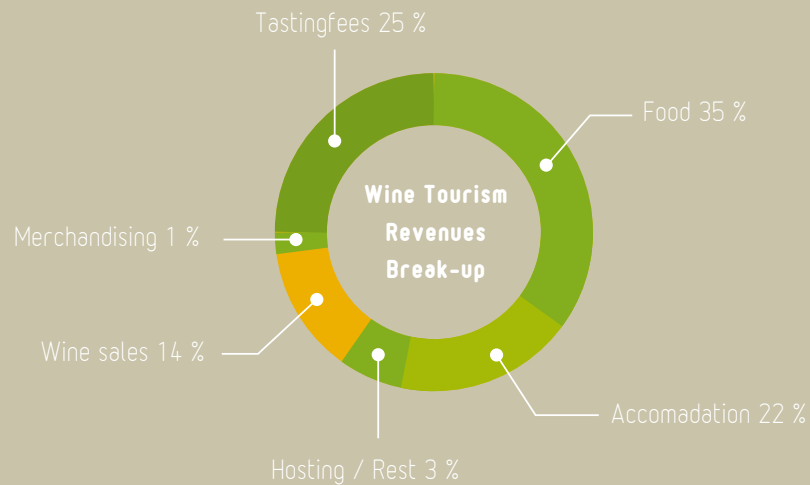 Tastingfees 25 %
Food 35 %
Wine Tourism
Revenues
Break-up
Merchandising 1 %
Wine sales 14 %
Accomadation 22 %
Hosting / Rest 3 %